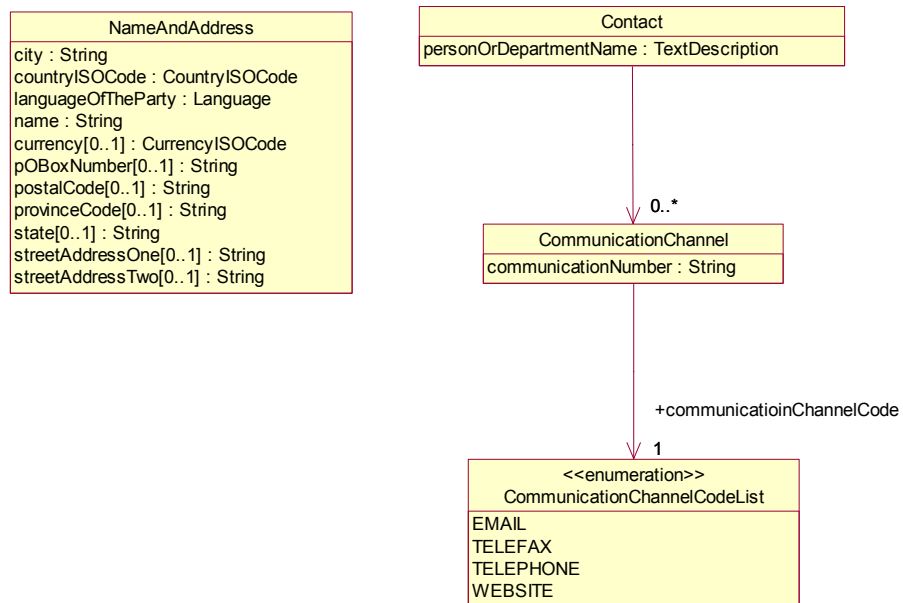 NameAndAddress
city : String
countryISOCode : CountryISOCode
languageOfTheParty : Language
name : String
currency[0..1] : CurrencyISOCode
pOBoxNumber[0..1] : String
postalCode[0..1] : String
provinceCode[0..1] : String
state[0..1] : String
streetAddressOne[0..1] : String
streetAddressTwo[0..1] : String
Contact
personOrDepartmentName : TextDescription
0..*
CommunicationChannel
communicationNumber : String
+communicatioinChannelCode
1
<<enumeration>>
CommunicationChannelCodeList
EMAIL
TELEFAX
TELEPHONE
WEBSITE